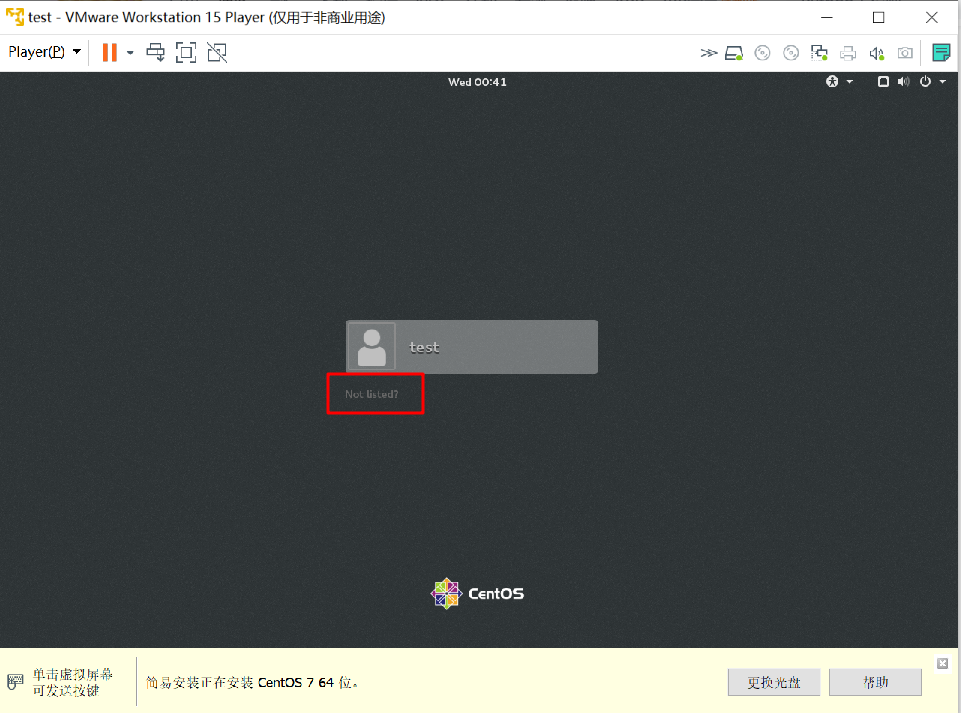 test - VMware Workstation 15 Player (仅用于非商业用途)
Player(P)
Wed 00:41
test
Not listed?
CentOS
单击虚拟屏幕
可发送按键
简易安装正在安装 CentOS 7 64 位。
更换光盘
帮助